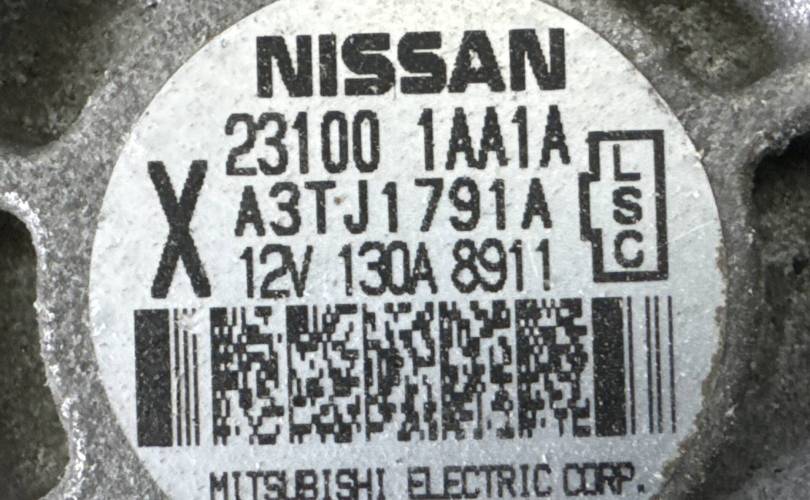 NISSAN
23100 1AA1A
X A3TJ1791A
12V 130A 8911
L
S
C
MITSUBISHI ELECTRIC CORP.